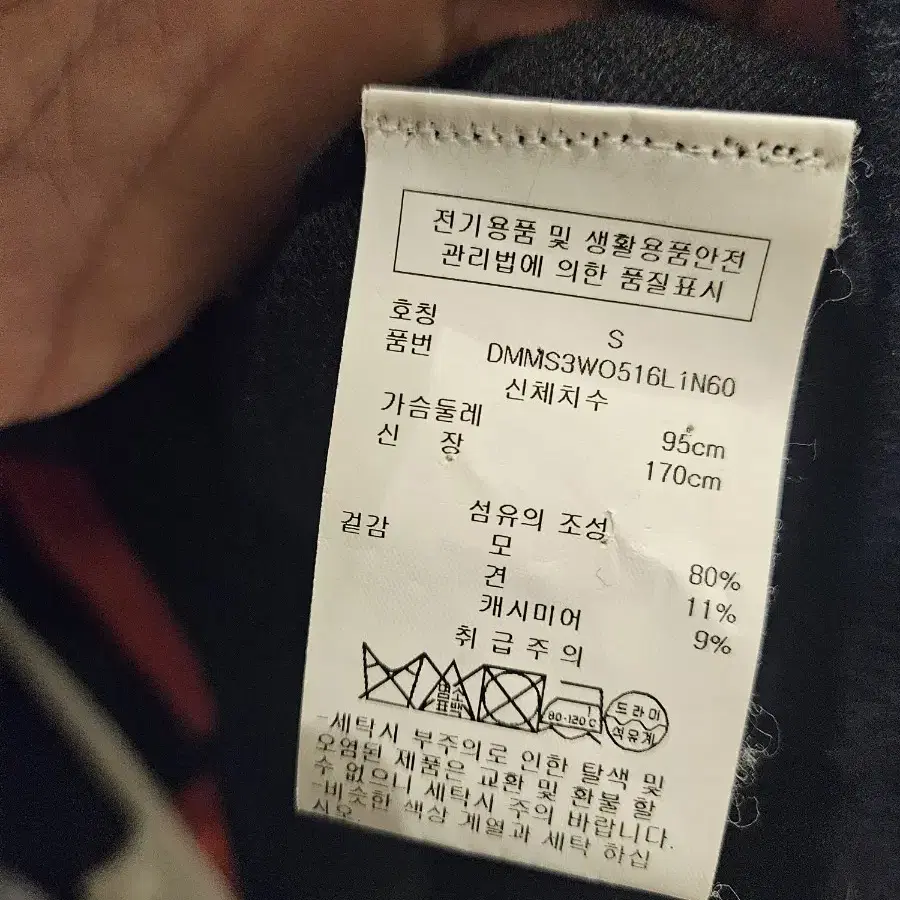 전기용품 및 생활용품안전
관리법에 의한 품질표시
호칭 S
품번 DMMS3WO516LiN60
신체치수
가슴둘레 95cm
신 장 170cm
섬유의 조성
겉감 모 80%
견 11%
캐시미어 9%
취 급 주 의
염소 표백
80-150℃
드라이
석유계
-세탁시 부주의로 인한 탈색 및
오염된 제품은 교환 및 환불 할
수 없으니 세탁시 주의 바랍니다.
-비슷한 색상 계열과 세탁 하십
시오